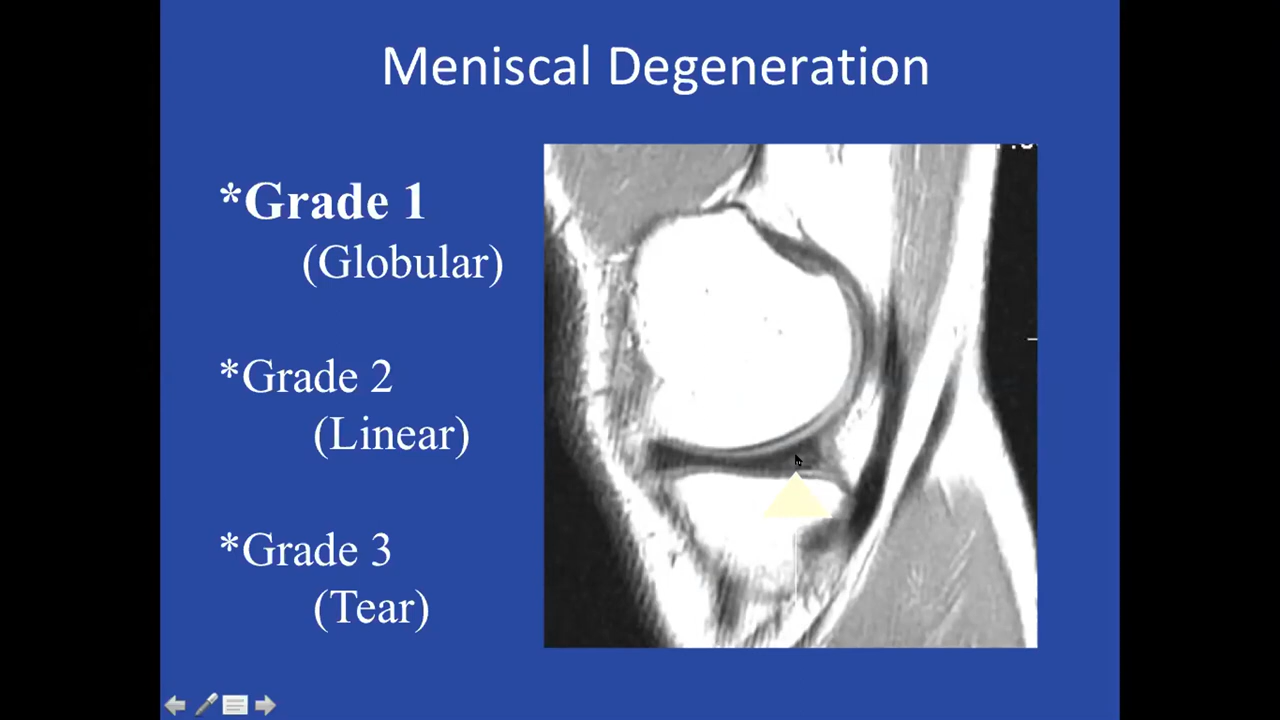 Meniscal Degeneration
*Grade 1
(Globular)
*Grade 2
(Linear)
*Grade 3
(Tear)